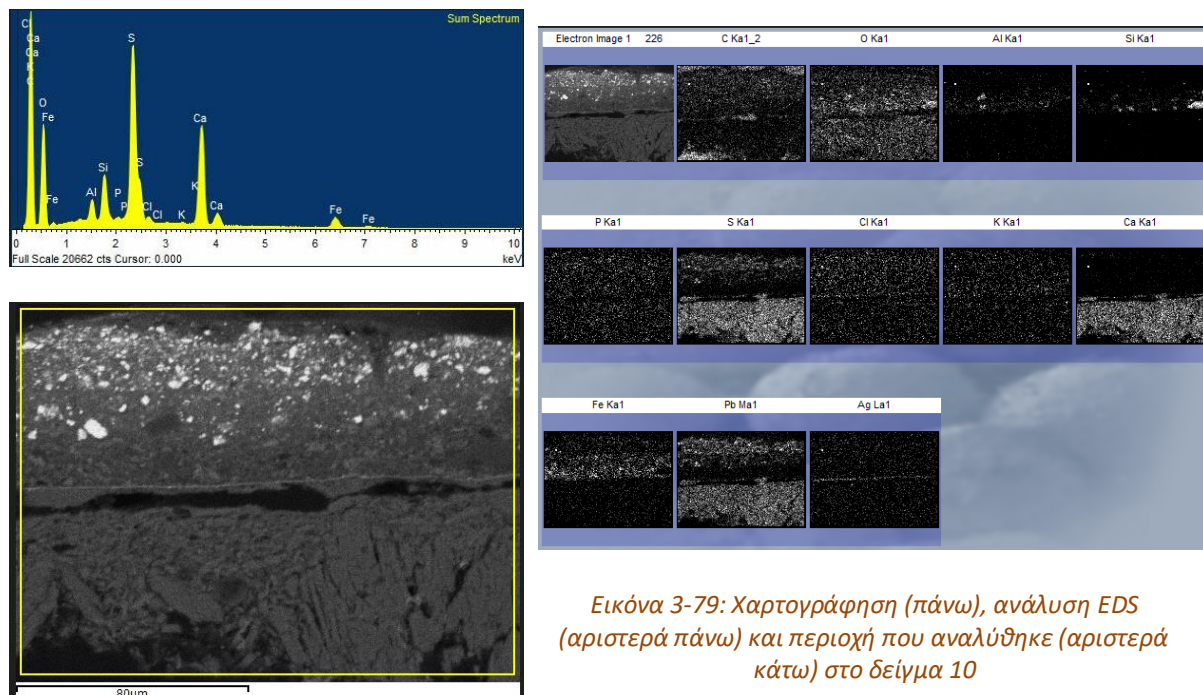 Sum Spectrum
Cl
Ca
Ca
K
C
O
Fe
Fe
Al
Si
P
P
S
S
Cl
Cl
K
K
Ca
Ca
Fe
Fe
0 1 2 3 4 5 6 7 8 9 10
Full Scale 20662 cts Cursor: 0.000 keV
80μm
Electron Image 1 226 C Ka1_2 O Ka1 Al Ka1 Si Ka1
P Ka1 S Ka1 Cl Ka1 K Ka1 Ca Ka1
Fe Ka1 Pb Ma1 Ag La1
Εικόνα 3-79: Χαρτογράφηση (πάνω), ανάλυση EDS
(αριστερά πάνω) και περιοχή που αναλύθηκε (αριστερά
κάτω) στο δείγμα 10